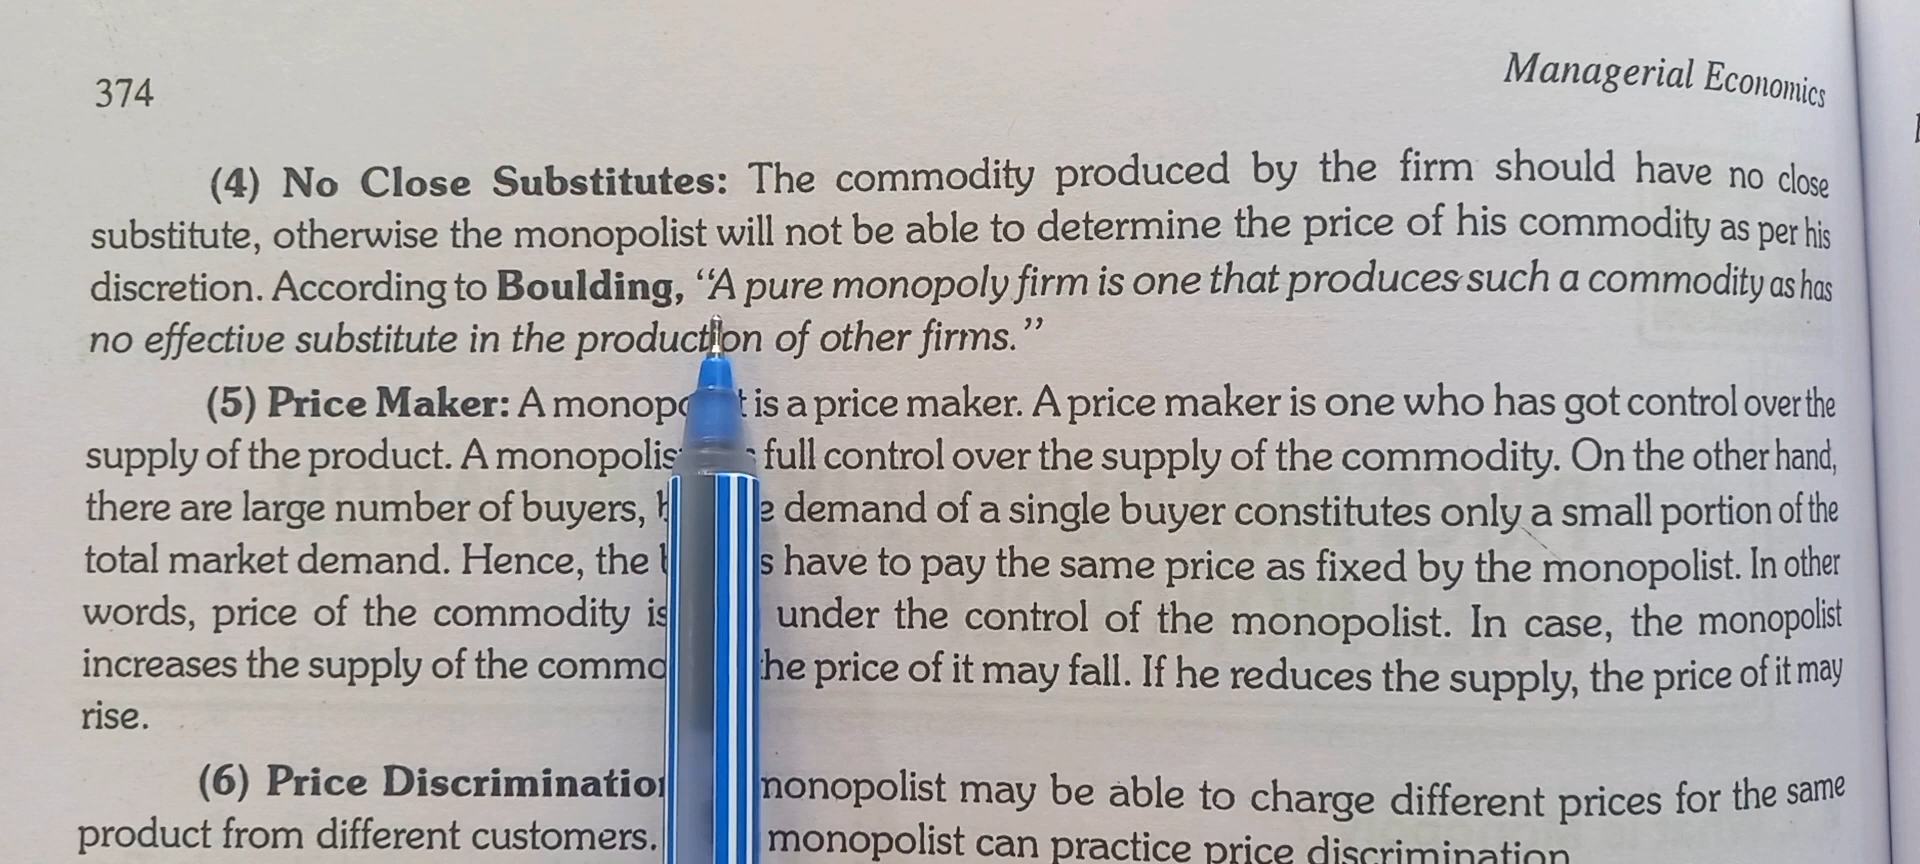 374
Managerial Economics
(4) No Close Substitutes: The commodity produced by the firm should have no close
substitute, otherwise the monopolist will not be able to determine the price of his commodity as per his
discretion. According to Boulding, “A pure monopoly firm is one that produces such a commodity as has
no effective substitute in the production of other firms.”
(5) Price Maker: A is a price maker. A price maker is one who has got control over the
supply of the product. A full control over the supply of the commodity. On the other hand,
there are large number of buyers, demand of a single buyer constitutes only a small portion of the
total market demand. Hence, the have to pay the same price as fixed by the monopolist. In other
words, price of the commodity is under the control of the monopolist. In case, the monopolist
increases the supply of the the price of it may fall. If he reduces the supply, the price of it may
rise.
(6) Price Discrimination monopolist may be able to charge different prices for the same
product from different customers. monopolist can practice price discrimination